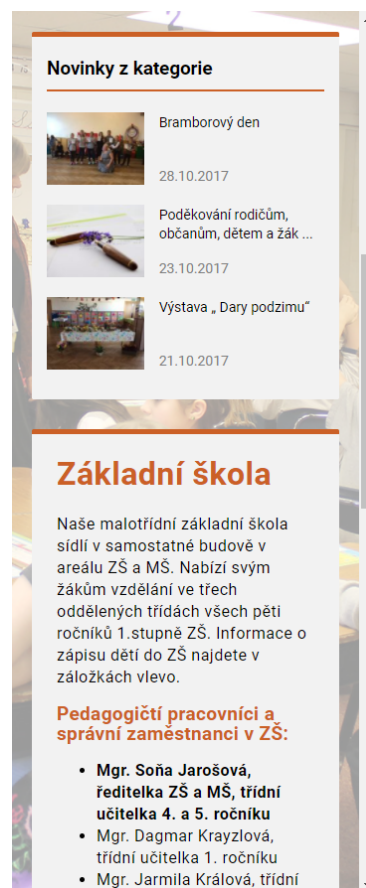 Novinky z kategorie
Bramborový den
28.10.2017
Poděkování rodičům,
občanům, dětem a žák ...
23.10.2017
Výstava „ Dary podzimu“
21.10.2017
Základní škola
Naše malotřídní základní škola
sídlí v samostatné budově v
areálu ZŠ a MŠ. Nabízí svým
žákům vzdělání ve třech
oddělených třídách všech pěti
ročníků 1.stupně ZŠ. Informace o
zápisu dětí do ZŠ najdete v
záložkách vlevo.
Pedagogičtí pracovníci a
správní zaměstnanci v ZŠ:
• Mgr. Soňa Jarošová,
ředitelka ZŠ a MŠ, třídní
učitelka 4. a 5. ročníku
• Mgr. Dagmar Krayzlová,
třídní učitelka 1. ročníku
• Mgr. Jarmila Králová, třídní